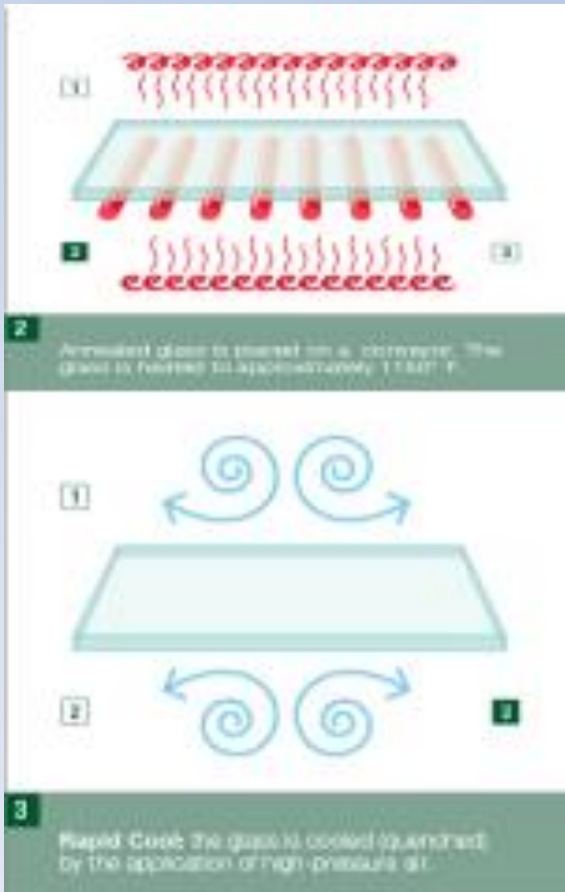 1
2
3
2
Annealed glass is placed on a conveyor. The
glass is heated to approximately 1150° F.
1
2
3
3
Rapid Cool: the glass is cooled (quenched)
by the application of high-pressure air.